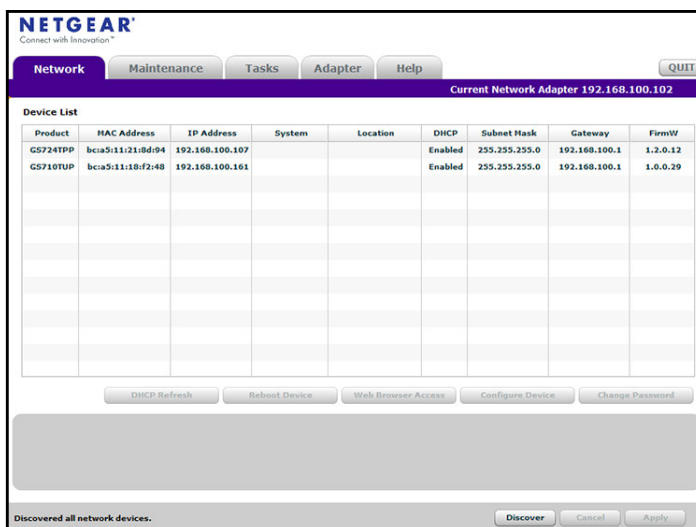 NETGEAR®
Connect with Innovation™
Network Maintenance Tasks Adapter Help QUIT
Current Network Adapter 192.168.100.102
Device List
Product MAC Address IP Address System Location DHCP Subnet Mask Gateway FirmW
GS724TPP bc:a5:11:21:8d:94 192.168.100.107 Enabled 255.255.255.0 192.168.100.1 1.2.0.12
GS710TUP bc:a5:11:18:f2:48 192.168.100.161 Enabled 255.255.255.0 192.168.100.1 1.0.0.29
DHCP Refresh Reboot Device Web Browser Access Configure Device Change Password
Discovered all network devices. Discover Cancel Apply